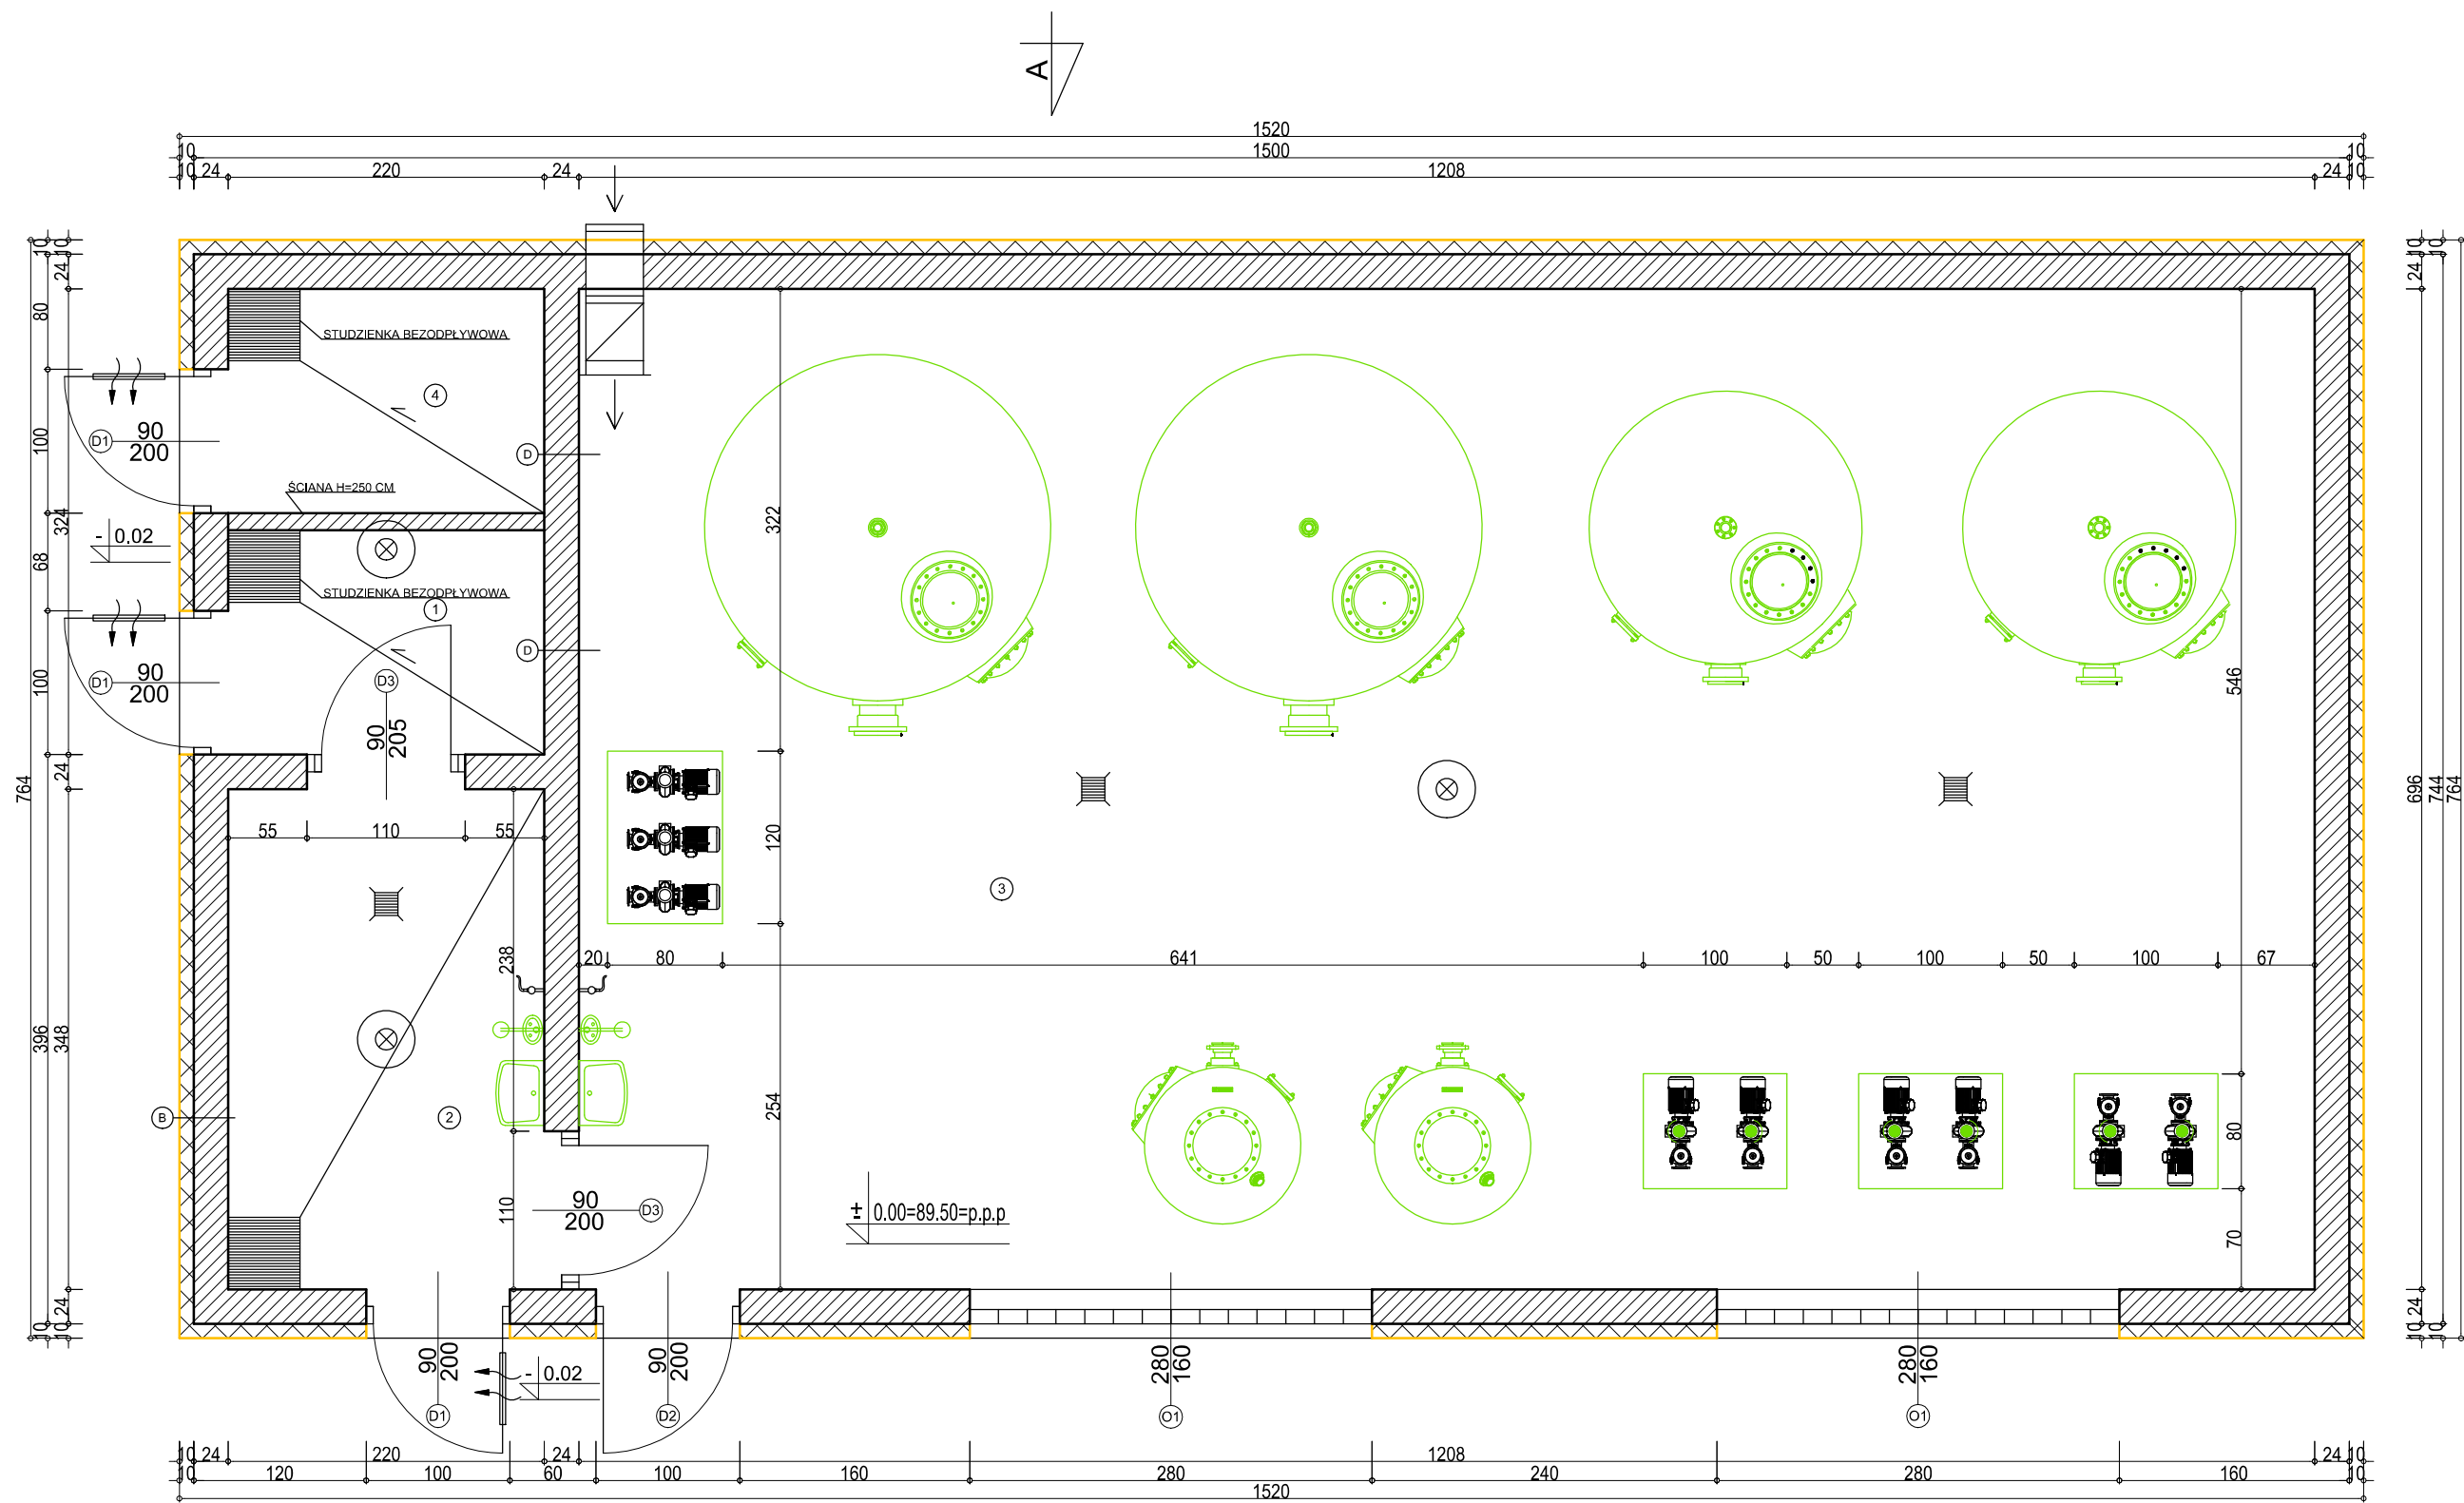 A
1520
10 1500 10
10 24 220 24 1208 24 10
10 10
24
80
100
324
68
100
24
764
396 348
24
10 10
STUDZIENKA BEZODPŁYWOWA
4
D1 90
200
D
ŚCIANA H=250 CM
- 0.02
STUDZIENKA BEZODPŁYWOWA
1
D
D1 90
200
D3
90
205
55 110 55
322
120
254
546
80
70
3
238
110
20 80 641 100 50 100 50 100 67
B
2
90
200
D3
± 0.00=89.50=p.p.p
10 10
24
696
744
764
24
10 10
90
200
D1
- 0.02
90
200
D2
280
160
O1
280
160
O1
10 24 220 24 1208 24 10
10 120 100 60 100 160 280 240 280 160 10
1520